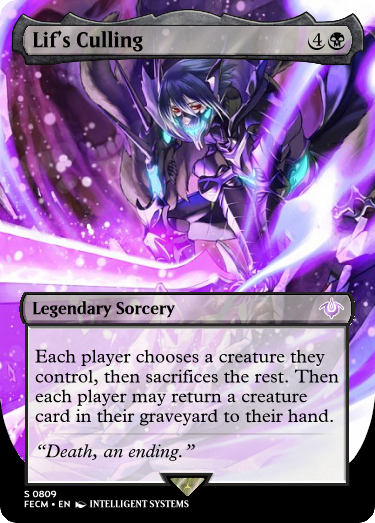 Lif's Culling 4
Legendary Sorcery
Each player chooses a creature they
control, then sacrifices the rest. Then
each player may return a creature
card in their graveyard to their hand.
“Death, an ending.”
S 0809
FECM • EN INTELLIGENT SYSTEMS